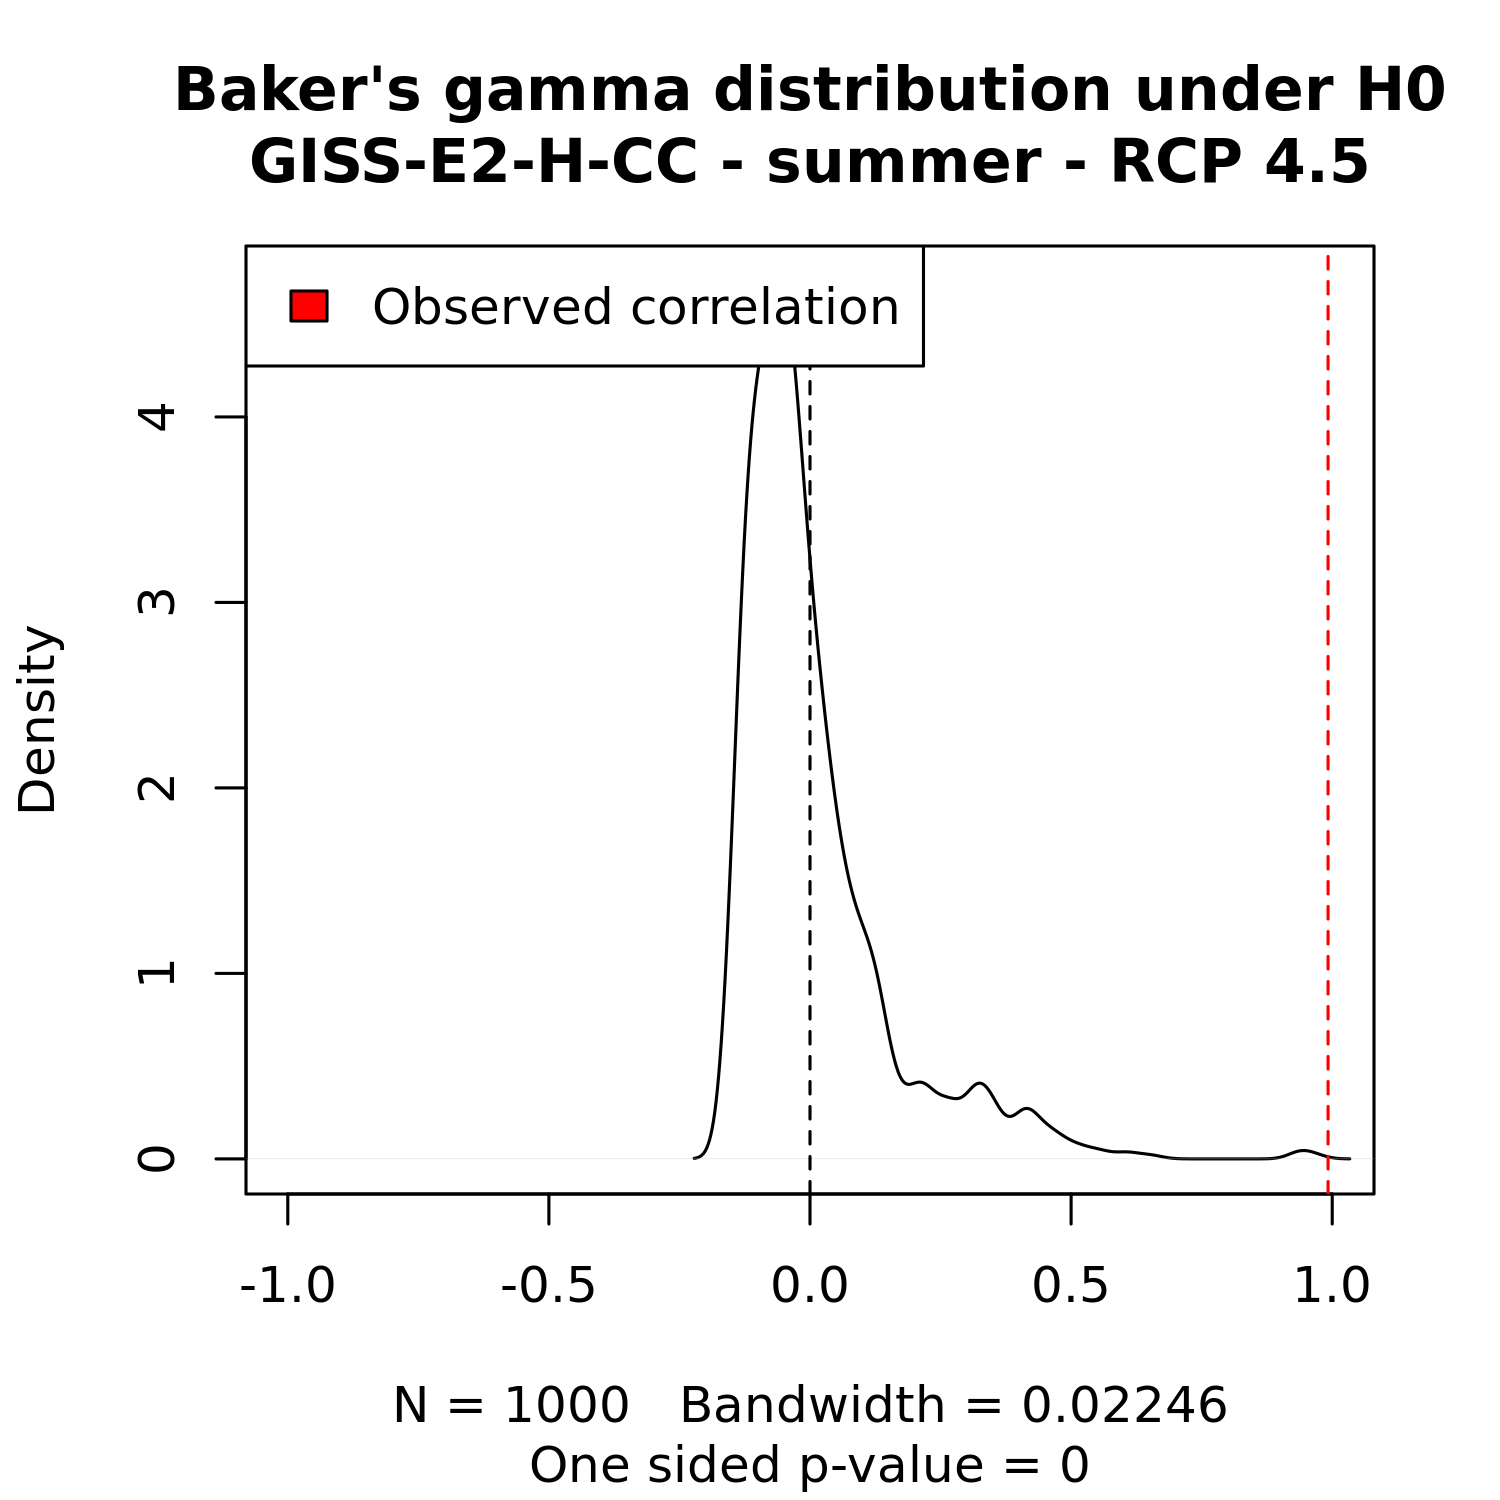 Baker's gamma distribution under H0
GISS-E2-H-CC - summer - RCP 4.5
Observed correlation
4
3
2
1
0
Density
-1.0 -0.5 0.0 0.5 1.0
N = 1000 Bandwidth = 0.02246
One sided p-value = 0